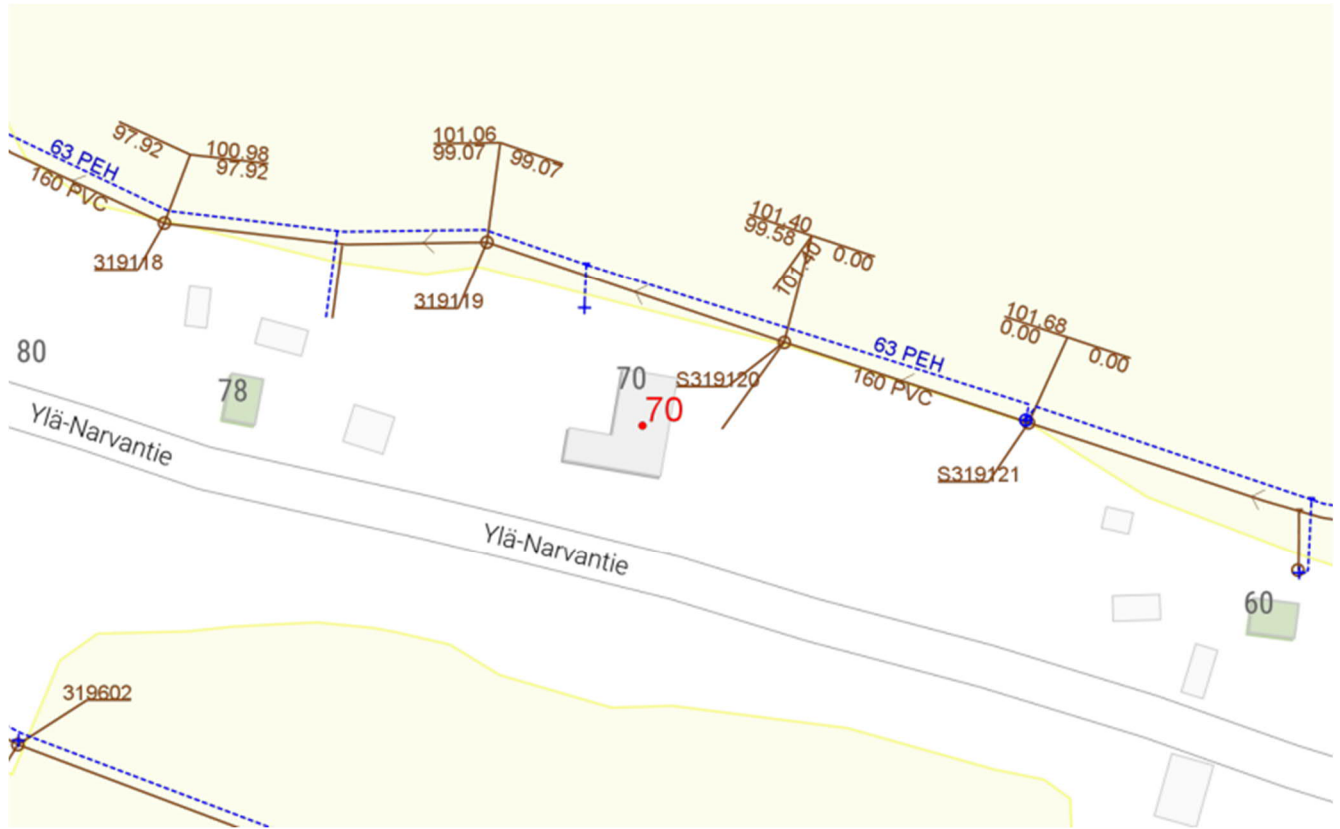 97.92
100.98
97.92
63 PEH
160 PVC
319118
101.06
99.07
99.07
319119
101.40
99.58
0.00
101.40
S319120
63 PEH
160 PVC
101.68
0.00
0.00
S319121
80
78
70
70
60
Ylä-Narvantie
Ylä-Narvantie
319602